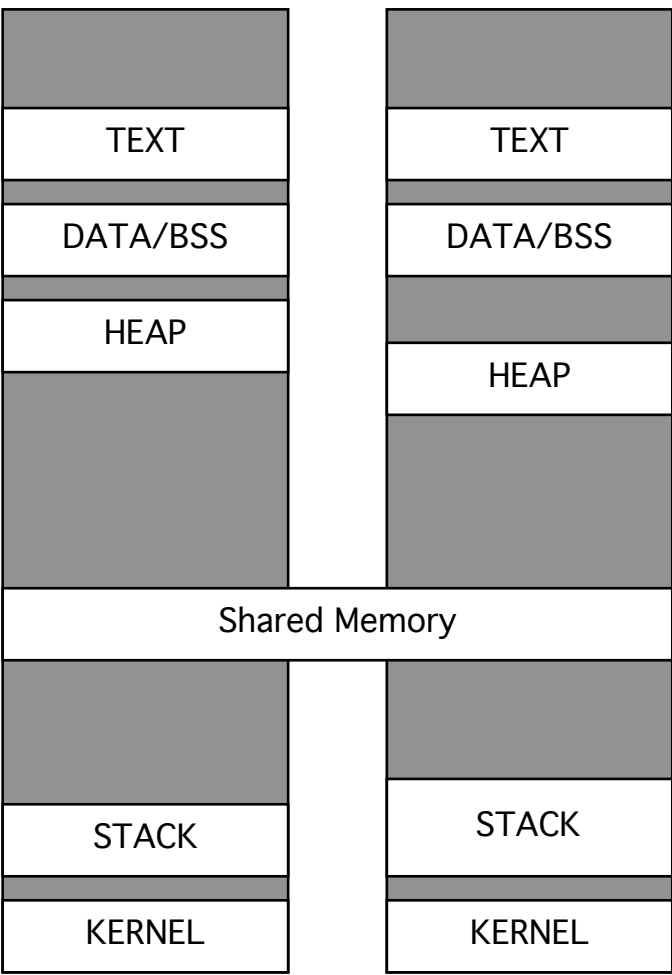 TEXT
TEXT
DATA/BSS
DATA/BSS
HEAP
HEAP
Shared Memory
STACK
STACK
KERNEL
KERNEL